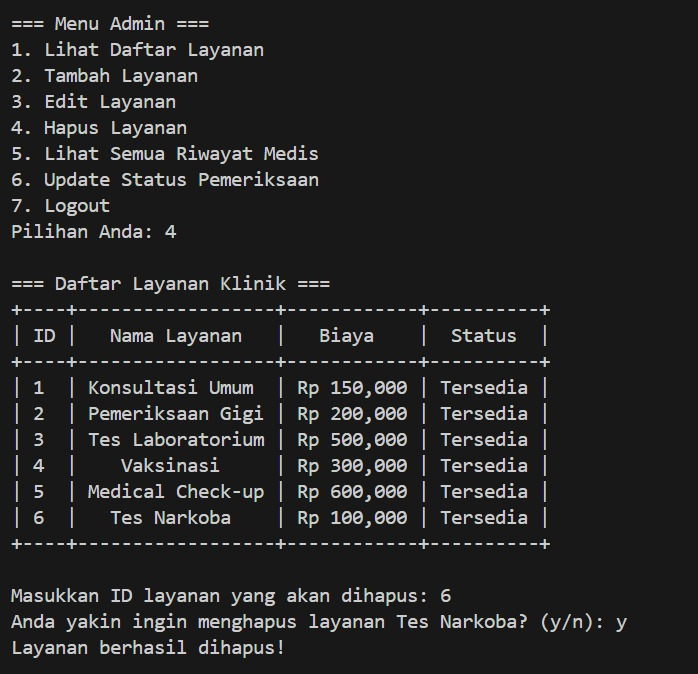 === Menu Admin ===
1. Lihat Daftar Layanan
2. Tambah Layanan
3. Edit Layanan
4. Hapus Layanan
5. Lihat Semua Riwayat Medis
6. Update Status Pemeriksaan
7. Logout
Pilihan Anda: 4

=== Daftar Layanan Klinik ===
+----+------------------+------------+----------+
| ID |   Nama Layanan   |   Biaya    |  Status  |
+----+------------------+------------+----------+
| 1  | Konsultasi Umum  | Rp 150,000 | Tersedia |
| 2  | Pemeriksaan Gigi | Rp 200,000 | Tersedia |
| 3  | Tes Laboratorium | Rp 500,000 | Tersedia |
| 4  |    Vaksinasi     | Rp 300,000 | Tersedia |
| 5  | Medical Check-up | Rp 600,000 | Tersedia |
| 6  |   Tes Narkoba    | Rp 100,000 | Tersedia |
+----+------------------+------------+----------+

Masukkan ID layanan yang akan dihapus: 6
Anda yakin ingin menghapus layanan Tes Narkoba? (y/n): y
Layanan berhasil dihapus!